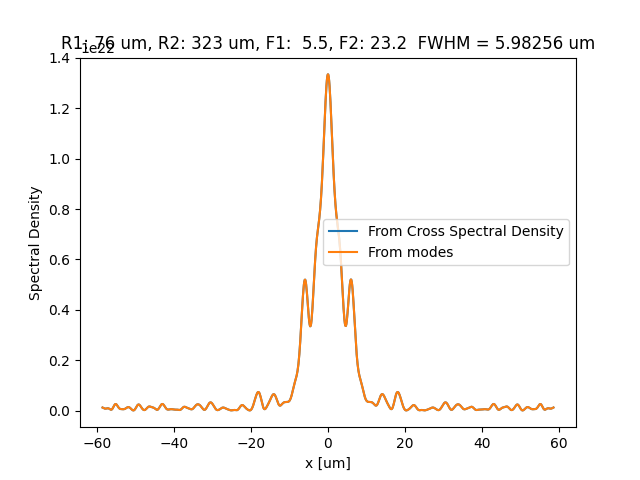 R1: 76 um, R2: 323 um, F1:  5.5, F2: 23.2  FWHM = 5.98256 um
1e22
1.4
1.2
1.0
0.8
0.6
0.4
0.2
0.0
Spectral Density
From Cross Spectral Density
From modes
−60 −40 −20 0 20 40 60
x [um]